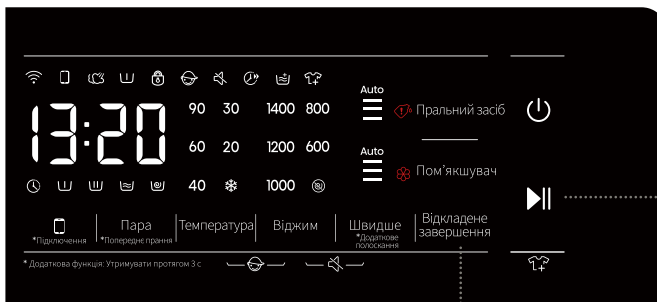 Auto
13:20 90 30 1400 800 Пральний засіб
60 20 1200 600
Auto
Пом’якшувач
40 1000
Пара Температура Віджим Швидше Відкладене завершення
*Підключення *Попереднє прання *Додаткове полоскання
* Додаткова функція: Утримувати протягом 3 с